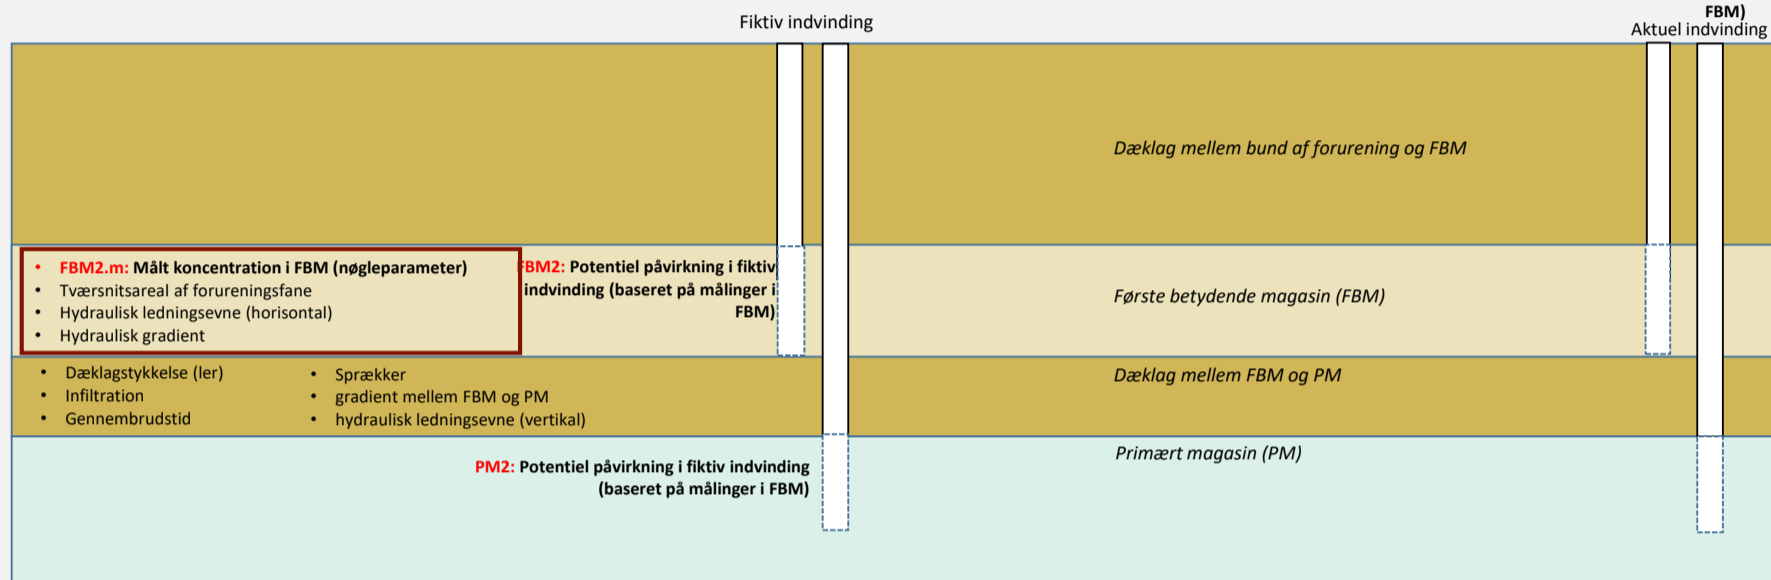 Fiktiv indvinding
FBM)
Aktuel indvinding
Dæklag mellem bund af forurening og FBM
• FBM2.m: Målt koncentration i FBM (nøgleparameter)
• Tværsnitsareal af forureningsfane
• Hydraulisk ledningsevne (horisontal)
• Hydraulisk gradient
FBM2: Potentiel påvirkning i fiktiv
indvinding (baseret på målinger i
FBM)
Første betydende magasin (FBM)
• Dæklagstykkelse (ler)
• Infiltration
• Gennembrudstid
• Sprækker
• gradient mellem FBM og PM
• hydraulisk ledningsevne (vertikal)
Dæklag mellem FBM og PM
PM2: Potentiel påvirkning i fiktiv indvinding
(baseret på målinger i FBM)
Primært magasin (PM)